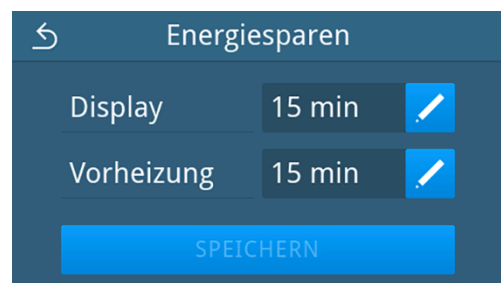 Energiesparen
Display 15 min
Vorheizung 15 min
SPEICHERN